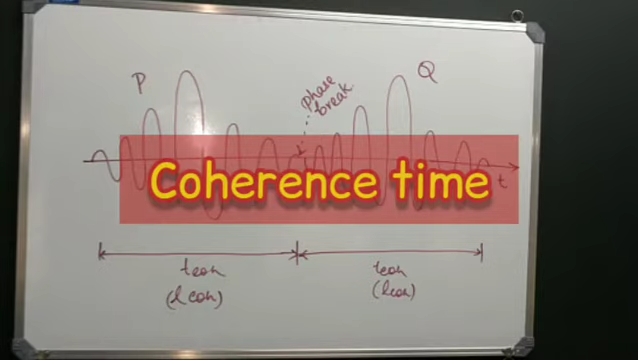 P
Q
phase
break
Coherence time
t
tcoh
(lcoh)
tcoh
(lcoh)